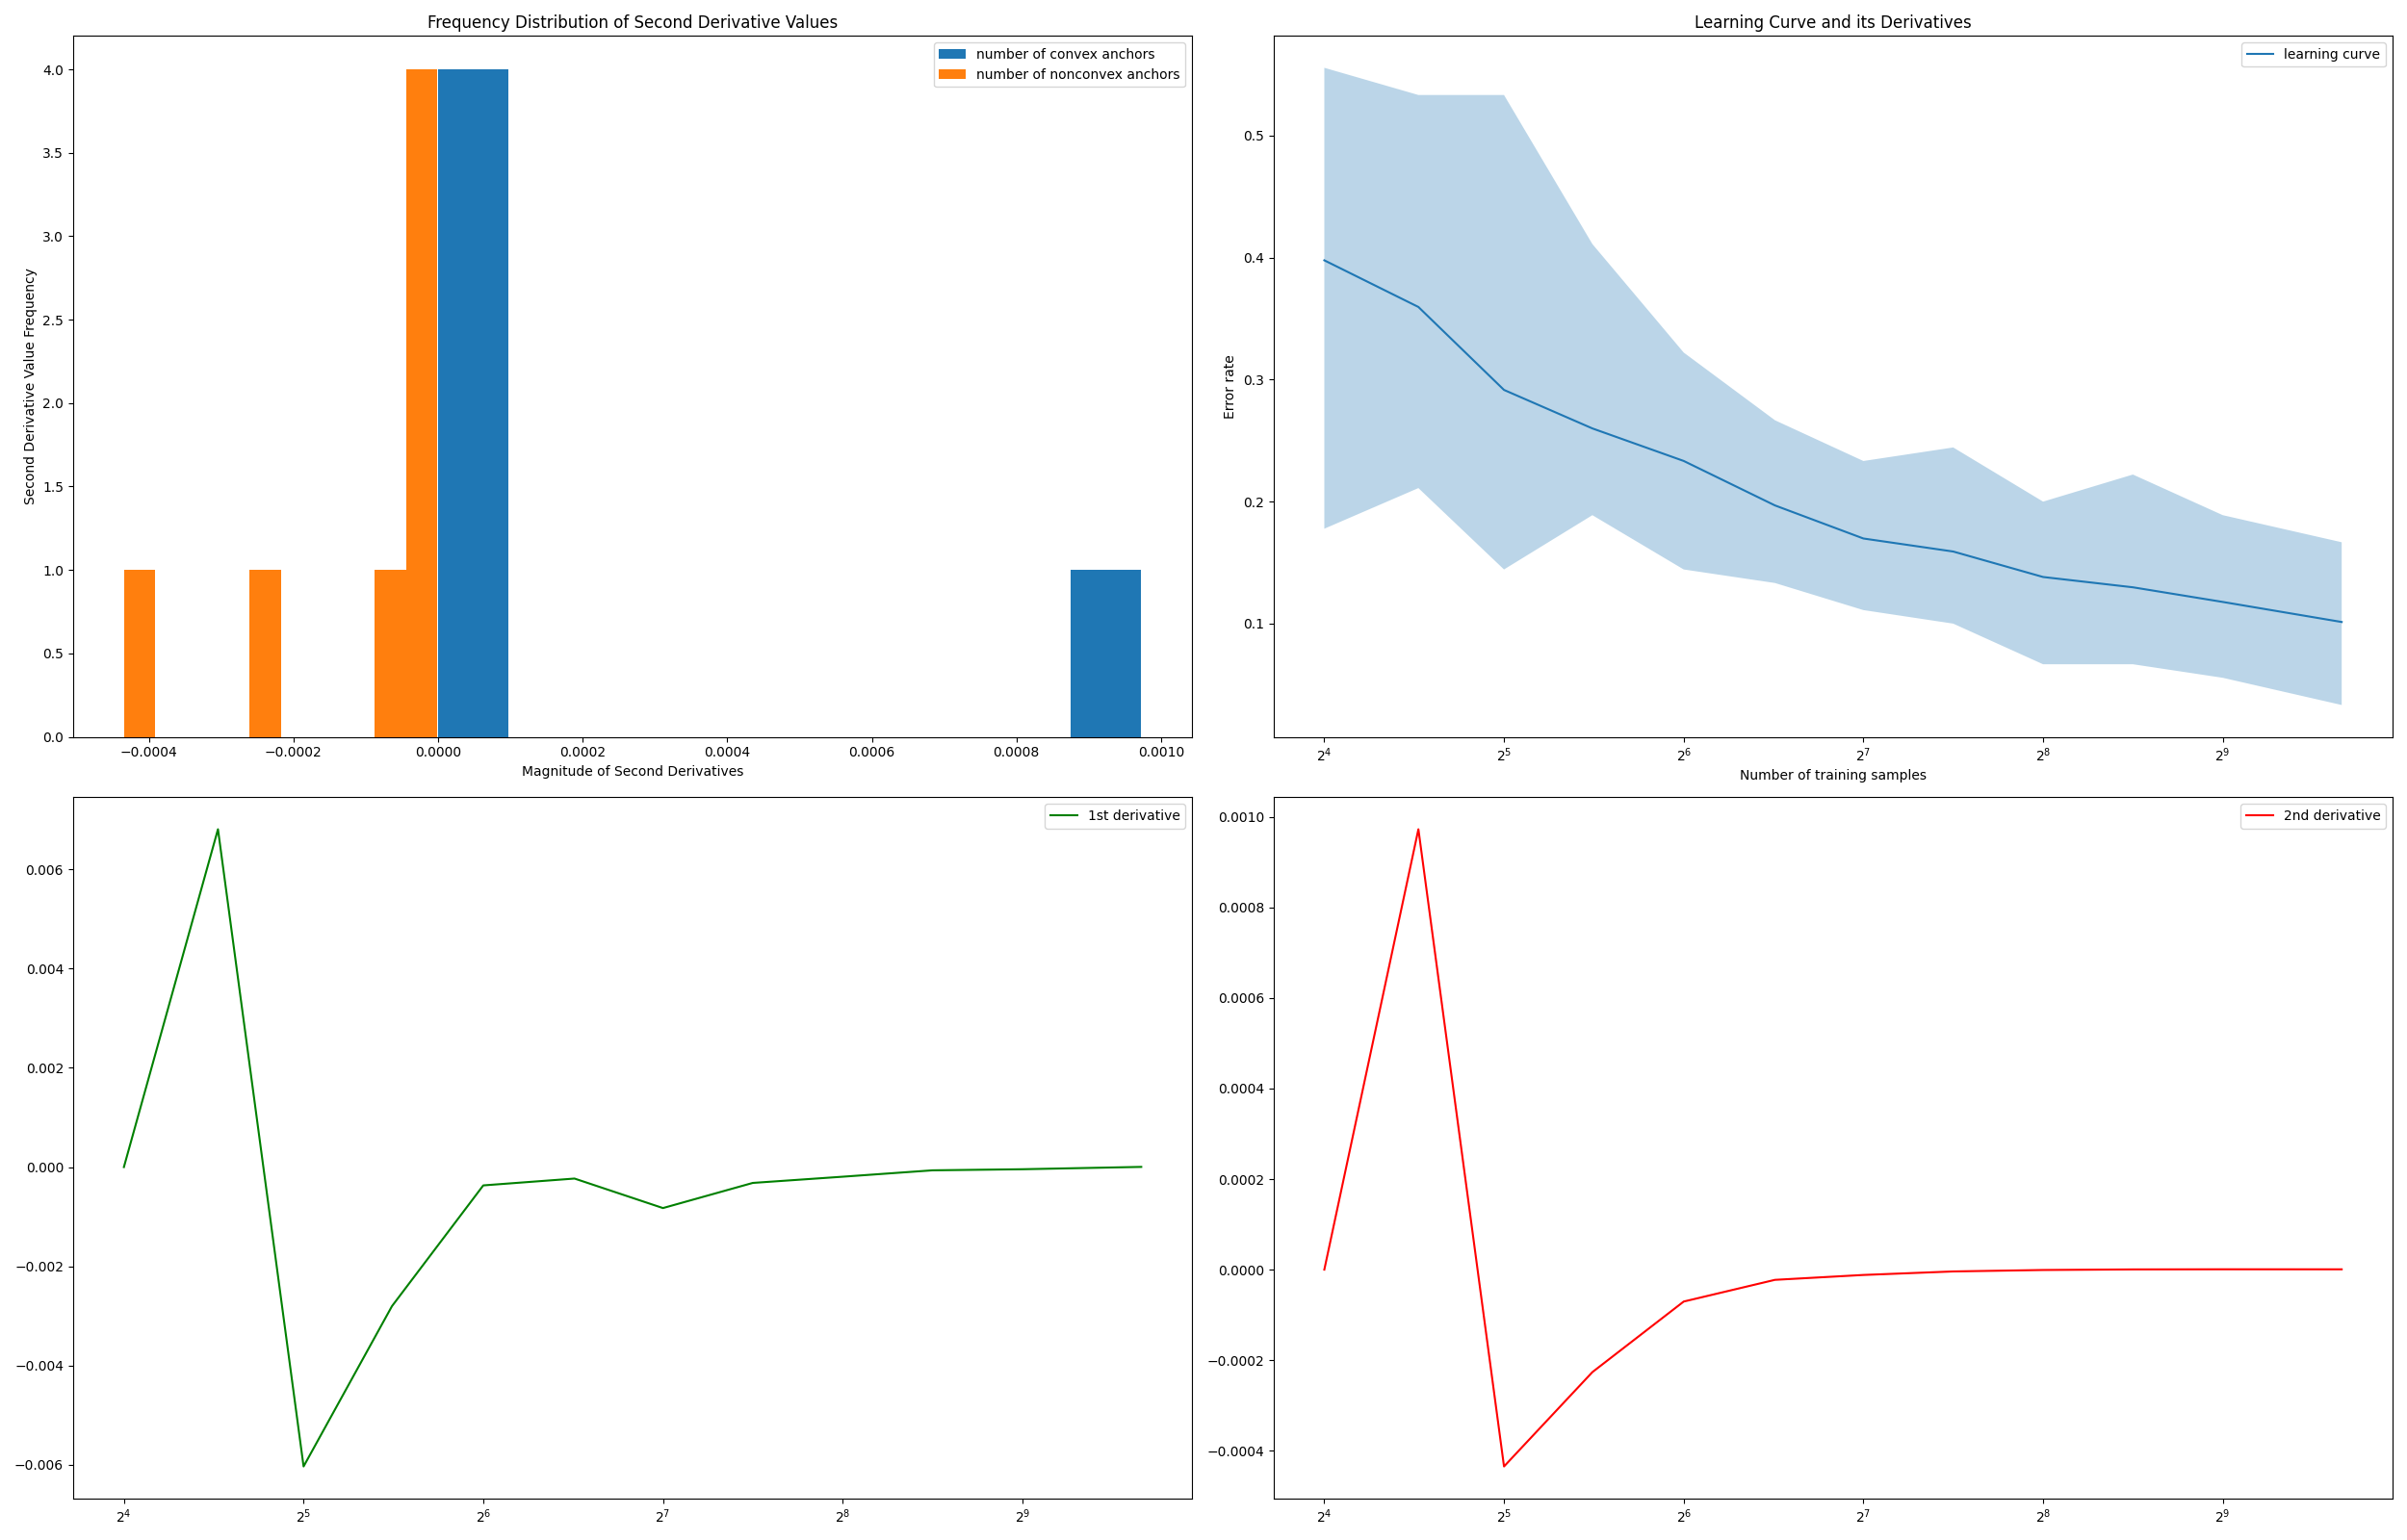 Frequency Distribution of Second Derivative Values
number of convex anchors
number of nonconvex anchors
4.0
3.5
3.0
2.5
2.0
1.5
1.0
0.5
0.0
Second Derivative Value Frequency
−0.0004 −0.0002 0.0000 0.0002 0.0004 0.0006 0.0008 0.0010
Magnitude of Second Derivatives
Learning Curve and its Derivatives
learning curve
0.5
0.4
0.3
0.2
0.1
Error rate
2⁴ 2⁵ 2⁶ 2⁷ 2⁸ 2⁹
Number of training samples
1st derivative
0.006
0.004
0.002
0.000
−0.002
−0.004
−0.006
2⁴ 2⁵ 2⁶ 2⁷ 2⁸ 2⁹
2nd derivative
0.0010
0.0008
0.0006
0.0004
0.0002
0.0000
−0.0002
−0.0004
2⁴ 2⁵ 2⁶ 2⁷ 2⁸ 2⁹